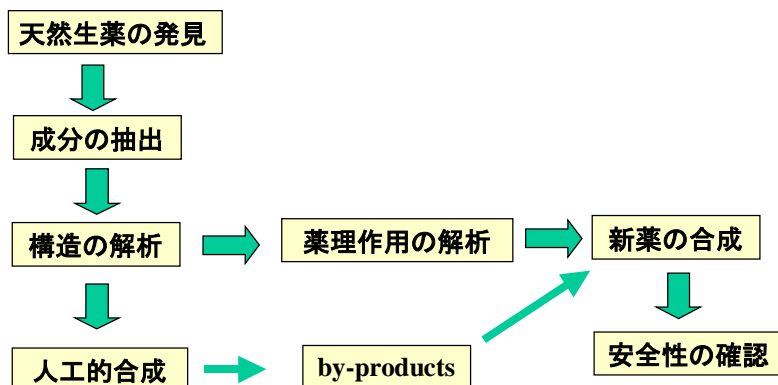 天然生薬の発見
成分の抽出
構造の解析
薬理作用の解析
新薬の合成
人工的合成
by-products
安全性の確認